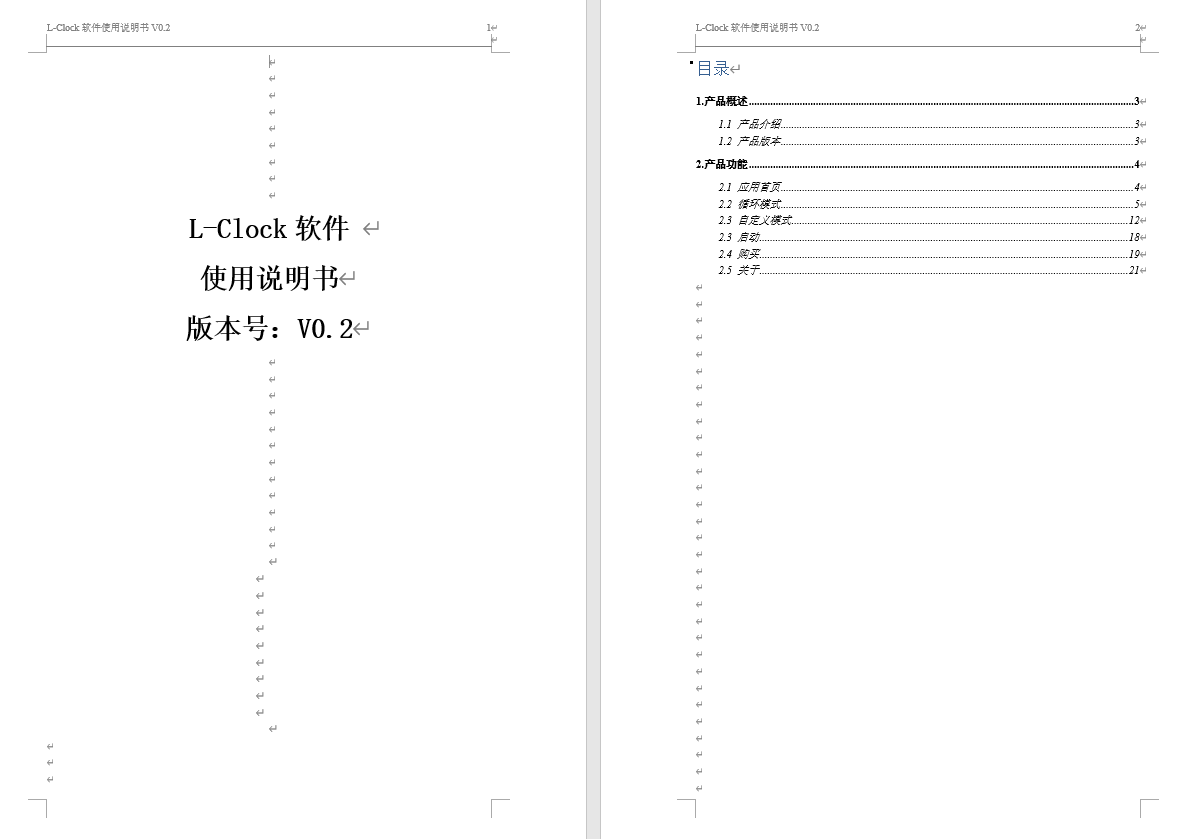 L-Clock 软件使用说明书 V0.2 1
L-Clock 软件
使用说明书
版本号：V0.2
L-Clock 软件使用说明书 V0.2 2
目录
1.产品概述 3
1.1 产品介绍 3
1.2 产品版本 3
2.产品功能 4
2.1 应用首页 4
2.2 循环模式 5
2.3 自定义模式 12
2.3 启动 18
2.4 购买 19
2.5 关于 21